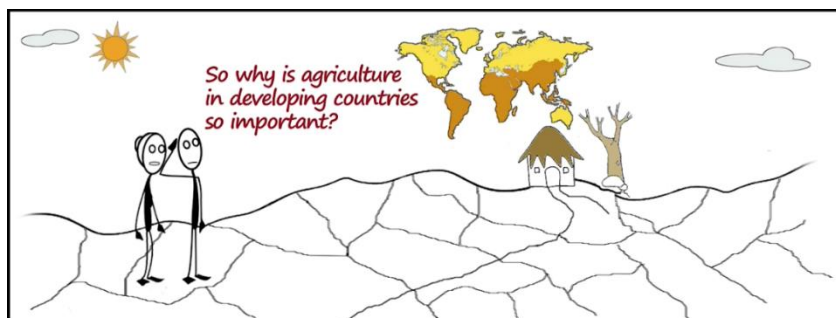 So why is agriculture
in developing countries
so important?